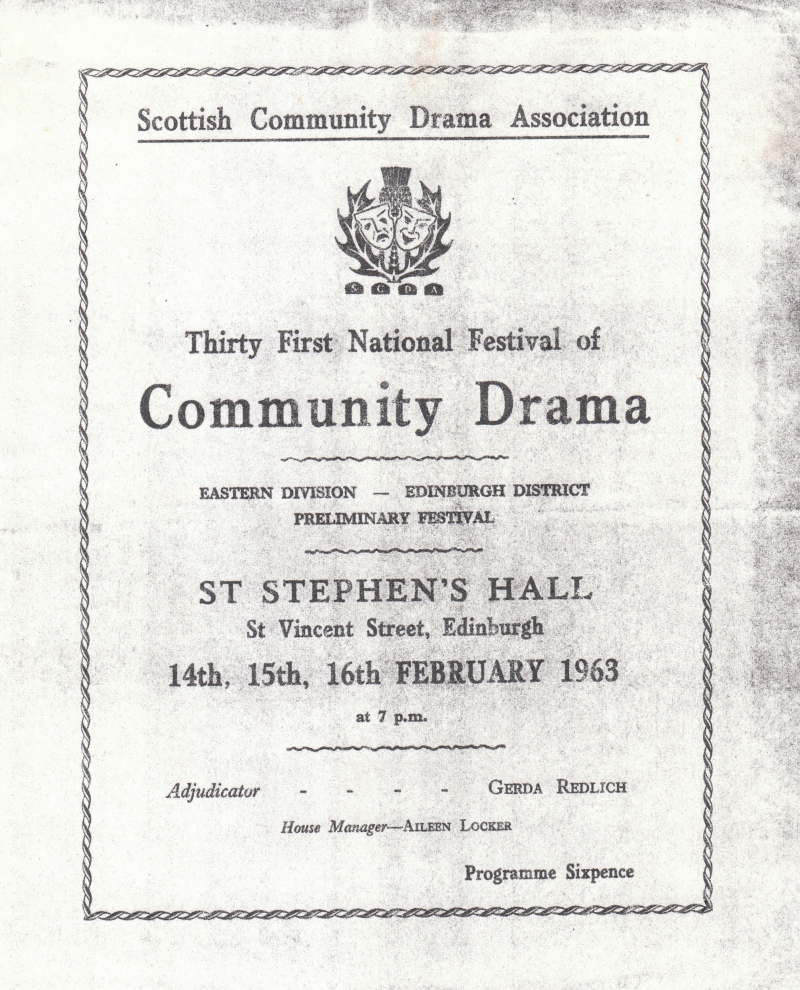 Scottish Community Drama Association
S C D A
Thirty First National Festival of
Community Drama
EASTERN DIVISION — EDINBURGH DISTRICT
PRELIMINARY FESTIVAL
ST STEPHEN'S HALL
St Vincent Street, Edinburgh
14th, 15th, 16th FEBRUARY 1963
at 7 p.m.
Adjudicator - - - - GERDA REDLICH
House Manager—AILEEN LOCKER
Programme Sixpence